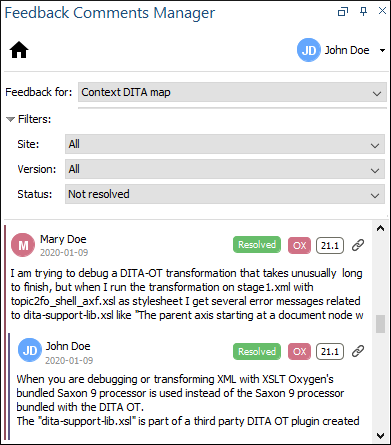 Feedback Comments Manager
JD John Doe
Feedback for: Context DITA map
Filters:
Site: All
Version: All
Status: Not resolved
M Mary Doe Resolved OX 21.1
2020-01-09
I am trying to debug a DITA-OT transformation that takes unusually long
to finish, but when I run the transformation on stage1.xml with
topic2fo_shell_axf.xsl as stylesheet I get several error messages related
to dita-support-lib.xsl like "The parent axis starting at a document node w
JD John Doe Resolved OX 21.1
2020-01-09
When you are debugging or transforming XML with XSLT Oxygen's
bundled Saxon 9 processor is used instead of the Saxon 9 processor
bundled with the DITA OT.
The "dita-support-lib.xsl" is part of a third party DITA OT plugin created